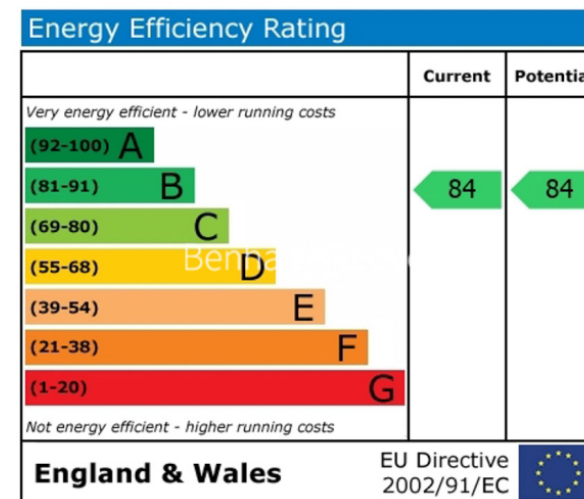 Energy Efficiency Rating
Current
Very energy efficient - lower running costs
(92-100) A
(81-91) B
84
84
(69-80) C
(55-68) D
(39-54) E
(21-38) F
(1-20) G
Not energy efficient - higher running costs
England & Wales
EU Directive
2002/91/EC